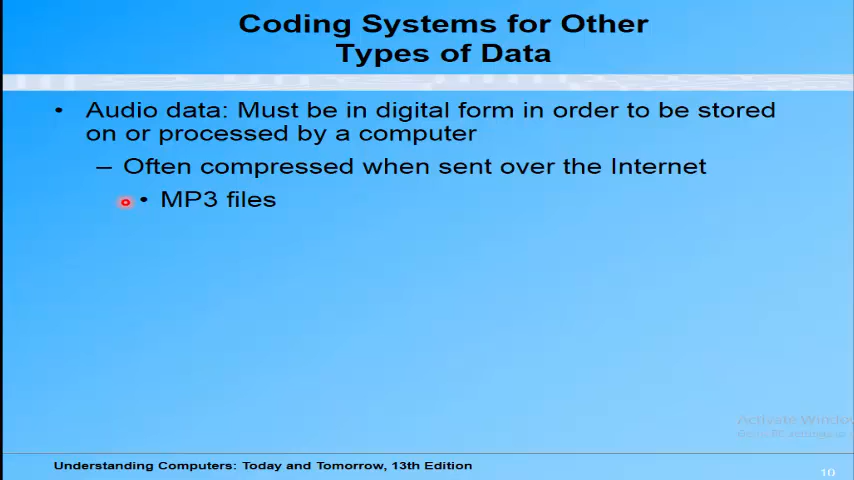 Coding Systems for Other
Types of Data
• Audio data: Must be in digital form in order to be stored
on or processed by a computer
– Often compressed when sent over the Internet
• MP3 files
Activate Windo
Understanding Computers: Today and Tomorrow, 13th Edition
10